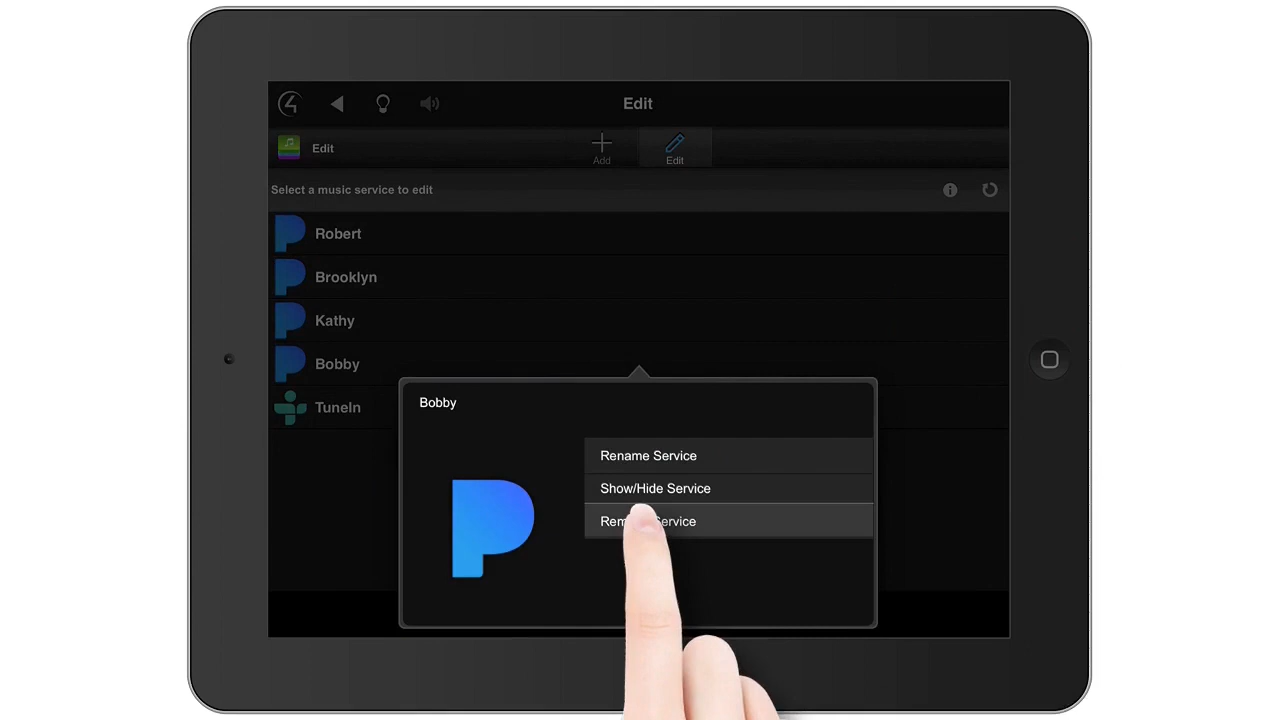 Edit
Edit
Add
Edit
Select a music service to edit
Robert
Brooklyn
Kathy
Bobby
TuneIn
Bobby
Rename Service
Show/Hide Service
Rem Service